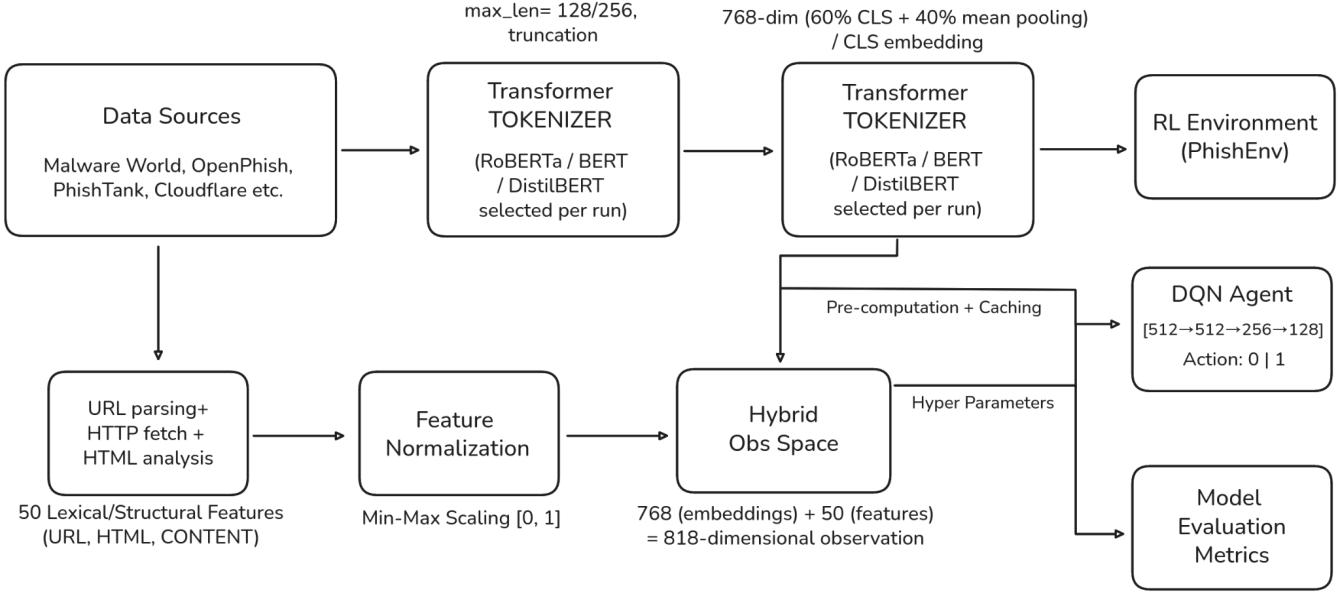 max_len= 128/256,
truncation
768-dim (60% CLS + 40% mean pooling)
/ CLS embedding
Data Sources
Malware World, OpenPhish,
PhishTank, Cloudflare etc.
Transformer
TOKENIZER
(RoBERTa / BERT
/ DistilBERT
selected per run)
Transformer
TOKENIZER
(RoBERTa / BERT
/ DistilBERT
selected per run)
RL Environment
(PhishEnv)
Pre-computation + Caching
DQN Agent
[512→512→256→128]
Action: 0 | 1
URL parsing+
HTTP fetch +
HTML analysis
50 Lexical/Structural Features
(URL, HTML, CONTENT)
Feature
Normalization
Min-Max Scaling [0, 1]
Hybrid
Obs Space
768 (embeddings) + 50 (features)
= 818-dimensional observation
Hyper Parameters
Model
Evaluation
Metrics